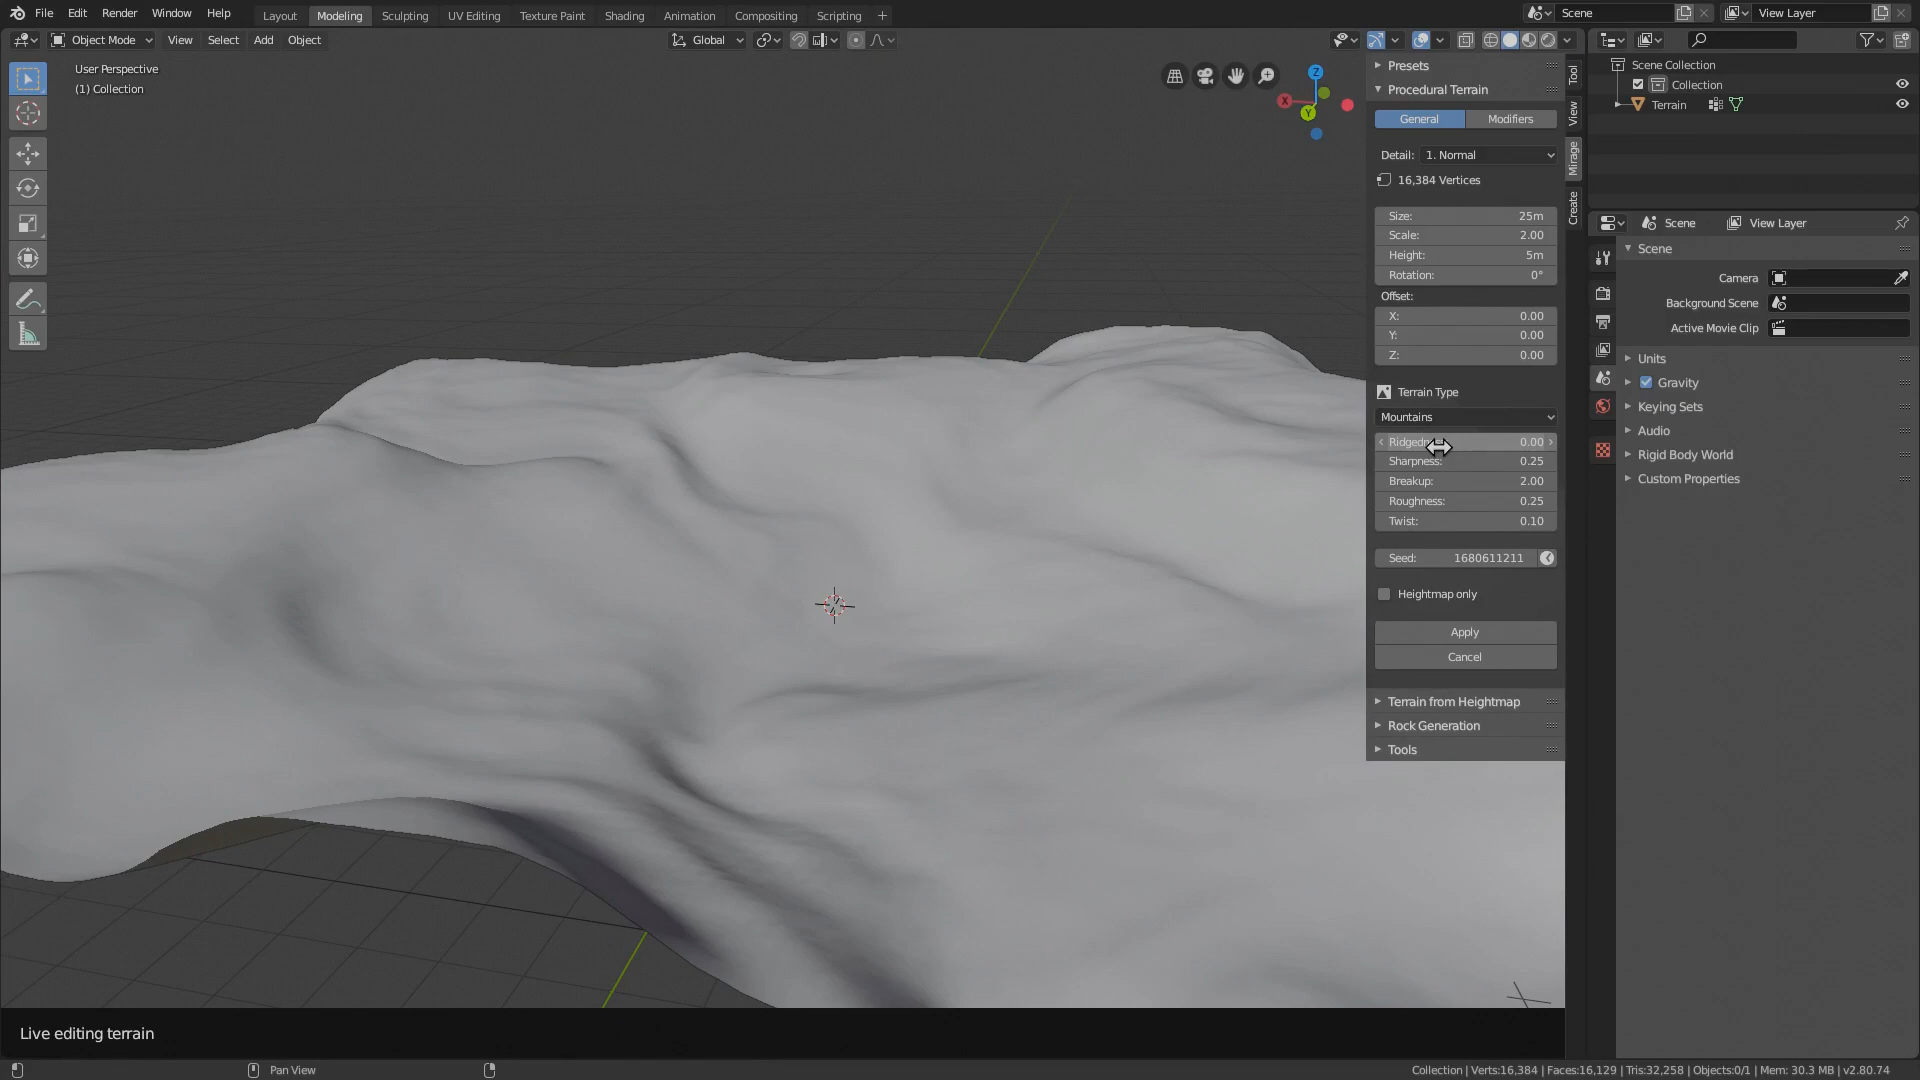 File Edit Render Window Help Layout Modeling Sculpting UV Editing Texture Paint Shading Animation Compositing Scripting + Scene View Layer
Object Mode View Select Add Object Global
User Perspective
(1) Collection
Z
X
Y
Presets
Procedural Terrain
General Modifiers
Detail: 1. Normal
16,384 Vertices
Size: 25m
Scale: 2.00
Height: 5m
Rotation: 0°
Offset:
X: 0.00
Y: 0.00
Z: 0.00
Terrain Type
Mountains
0.00
Sharpness: 0.25
Breakup: 2.00
Roughness: 0.25
Twist: 0.10
Seed: 1680611211
Heightmap only
Apply
Cancel
Terrain from Heightmap
Rock Generation
Tools
Tool
View
Mirage
Create
Scene Collection
Collection
Terrain
Scene View Layer
Scene
Camera
Background Scene
Active Movie Clip
Units
Gravity
Keying Sets
Audio
Rigid Body World
Custom Properties
Live editing terrain
Pan View
Collection | Verts:16,384 | Faces:16,129 | Tris:32,258 | Objects:0/1 | Mem: 30.3 MB | v2.80.74